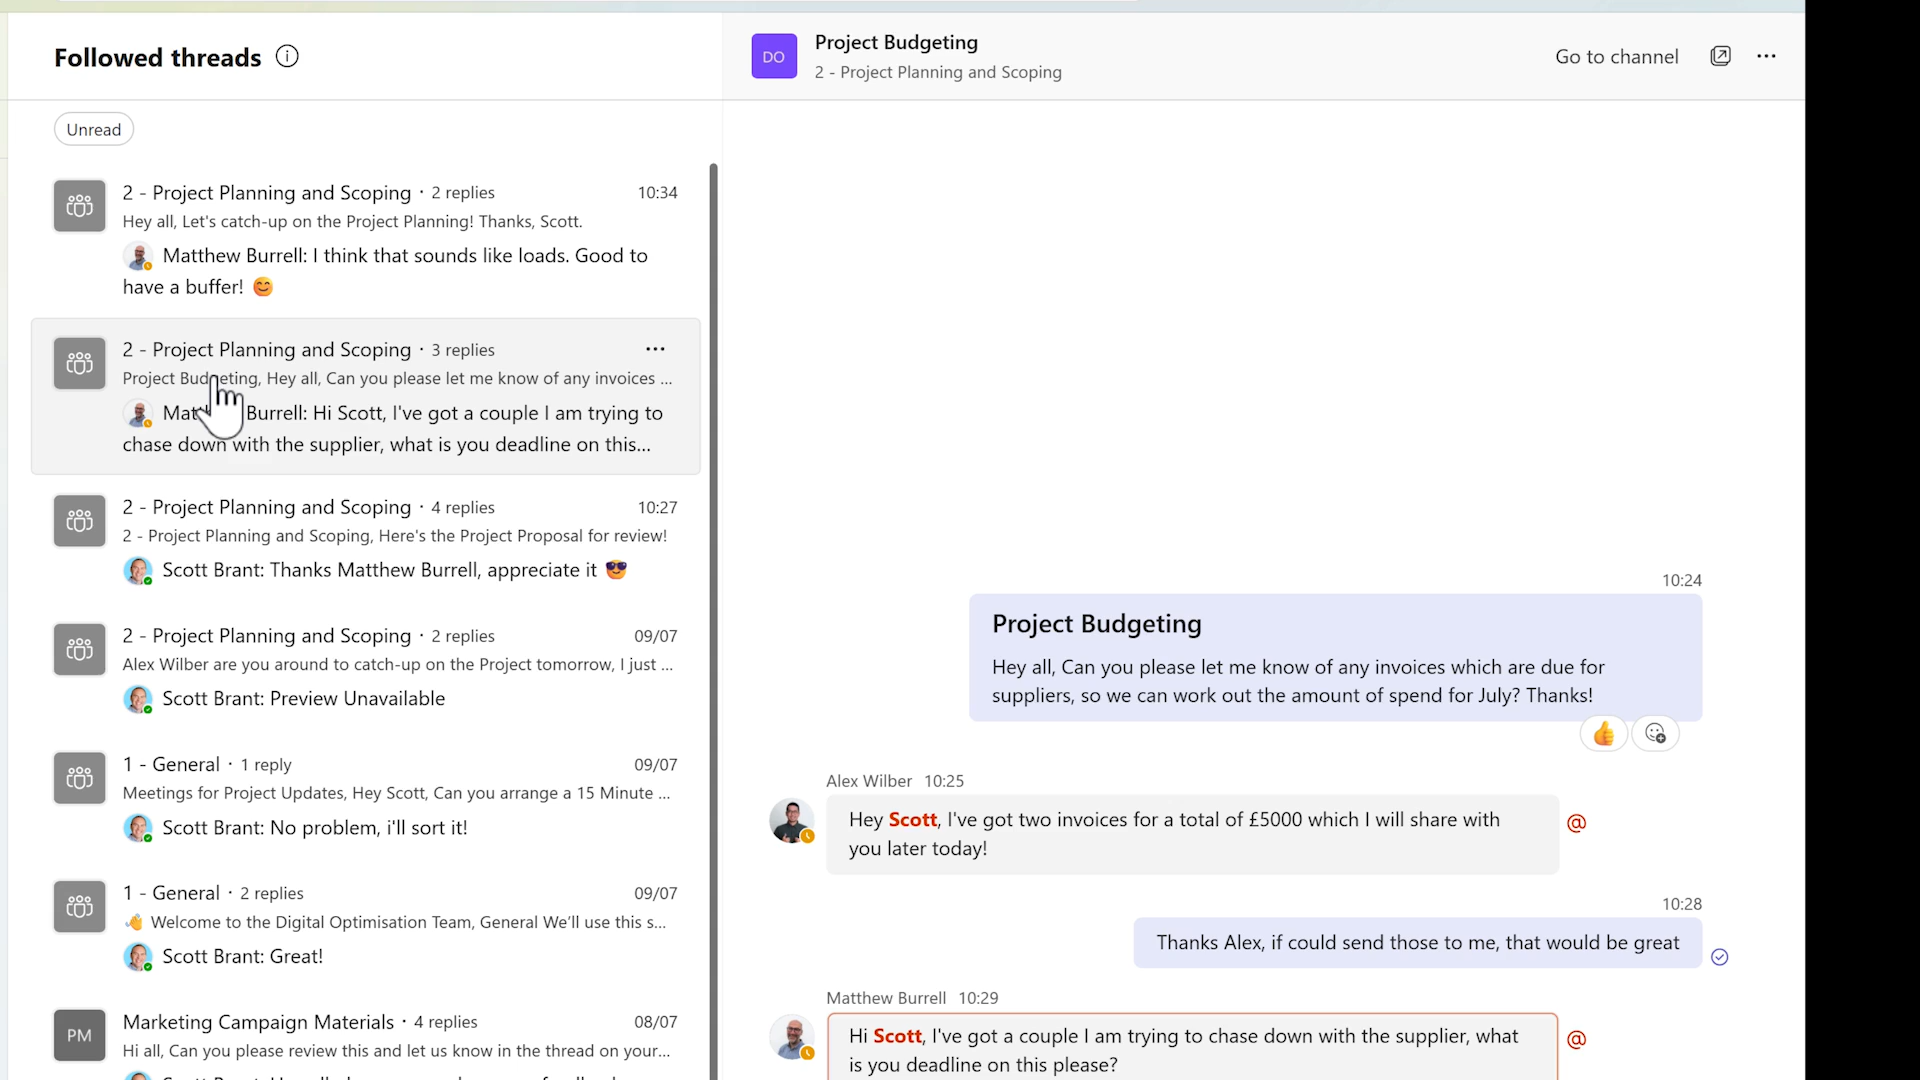 Followed threads
Unread
2 - Project Planning and Scoping · 2 replies 10:34
Hey all, Let's catch-up on the Project Planning! Thanks, Scott.
Matthew Burrell: I think that sounds like loads. Good to
have a buffer! 😊
2 - Project Planning and Scoping · 3 replies ...
Project Budgeting, Hey all, Can you please let me know of any invoices ...
Burrell: Hi Scott, I've got a couple I am trying to
chase down with the supplier, what is you deadline on this...
2 - Project Planning and Scoping · 4 replies 10:27
2 - Project Planning and Scoping, Here's the Project Proposal for review!
Scott Brant: Thanks Matthew Burrell, appreciate it 😎
2 - Project Planning and Scoping · 2 replies 09/07
Alex Wilber are you around to catch-up on the Project tomorrow, I just ...
Scott Brant: Preview Unavailable
1 - General · 1 reply 09/07
Meetings for Project Updates, Hey Scott, Can you arrange a 15 Minute ...
Scott Brant: No problem, i'll sort it!
1 - General · 2 replies 09/07
👋 Welcome to the Digital Optimisation Team, General We'll use this s...
Scott Brant: Great!
PM
Marketing Campaign Materials · 4 replies 08/07
Hi all, Can you please review this and let us know in the thread on your...
DO
Project Budgeting
2 - Project Planning and Scoping
Go to channel
10:24
Project Budgeting
Hey all, Can you please let me know of any invoices which are due for
suppliers, so we can work out the amount of spend for July? Thanks!
Alex Wilber 10:25
Hey Scott, I've got two invoices for a total of £5000 which I will share with @
you later today!
10:28
Thanks Alex, if could send those to me, that would be great
Matthew Burrell 10:29
Hi Scott, I've got a couple I am trying to chase down with the supplier, what @
is you deadline on this please?